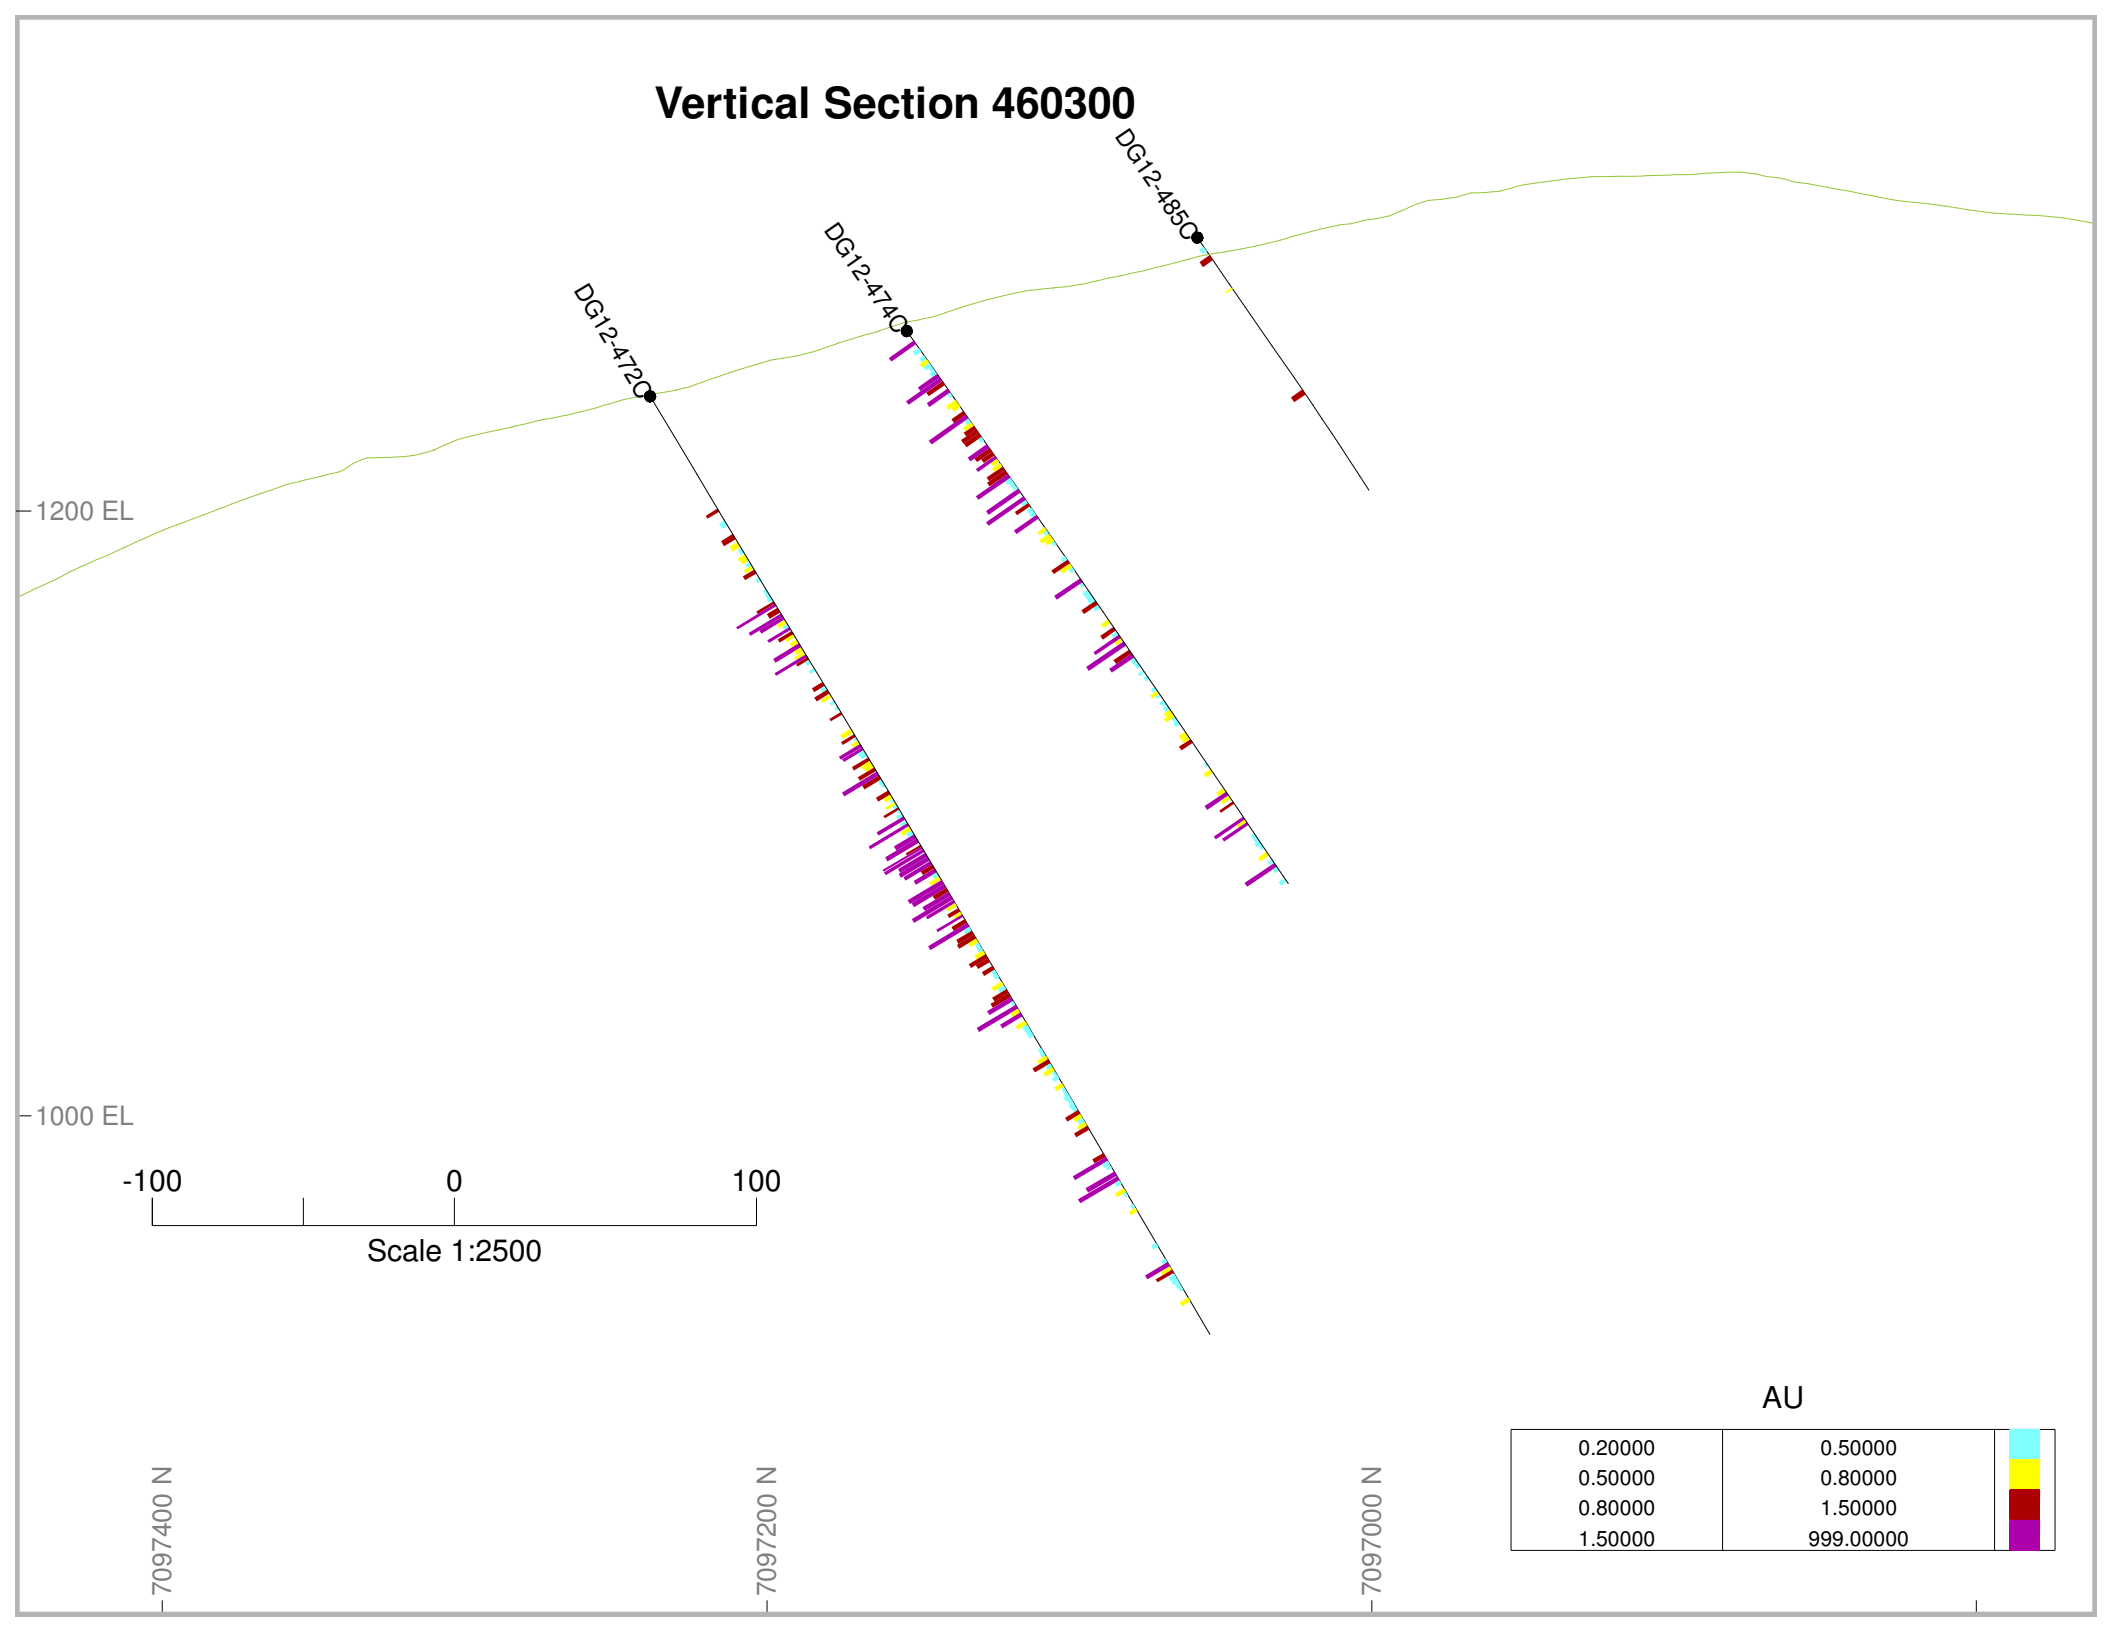 Vertical Section 460300
DG12-485C
DG12-474C
DG12-472C
1200 EL
1000 EL
-100 0 100
Scale 1:2500
AU
0.20000 0.50000
0.50000 0.80000
0.80000 1.50000
1.50000 999.00000
7097400 N
7097200 N
7097000 N